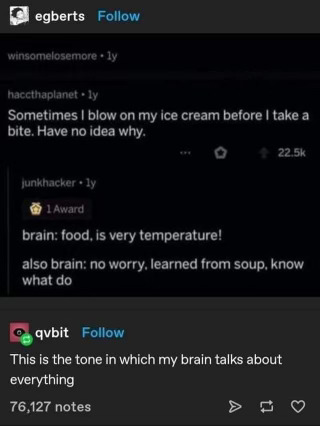 egberts Follow
winsomelosemore • 1y
haccthaplanet • 1y
Sometimes I blow on my ice cream before I take a
bite. Have no idea why.
... 22.5k
junkhacker • 1y
1 Award
brain: food, is very temperature!
also brain: no worry, learned from soup, know
what do
qvbit Follow
This is the tone in which my brain talks about
everything
76,127 notes